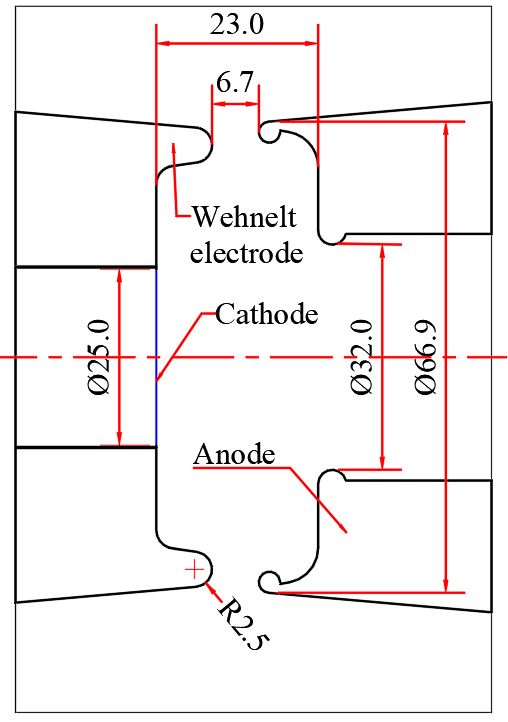 23.0
6.7
Wehnelt
electrode
Cathode
Ø25.0
Ø32.0
Ø66.9
Anode
R2.5